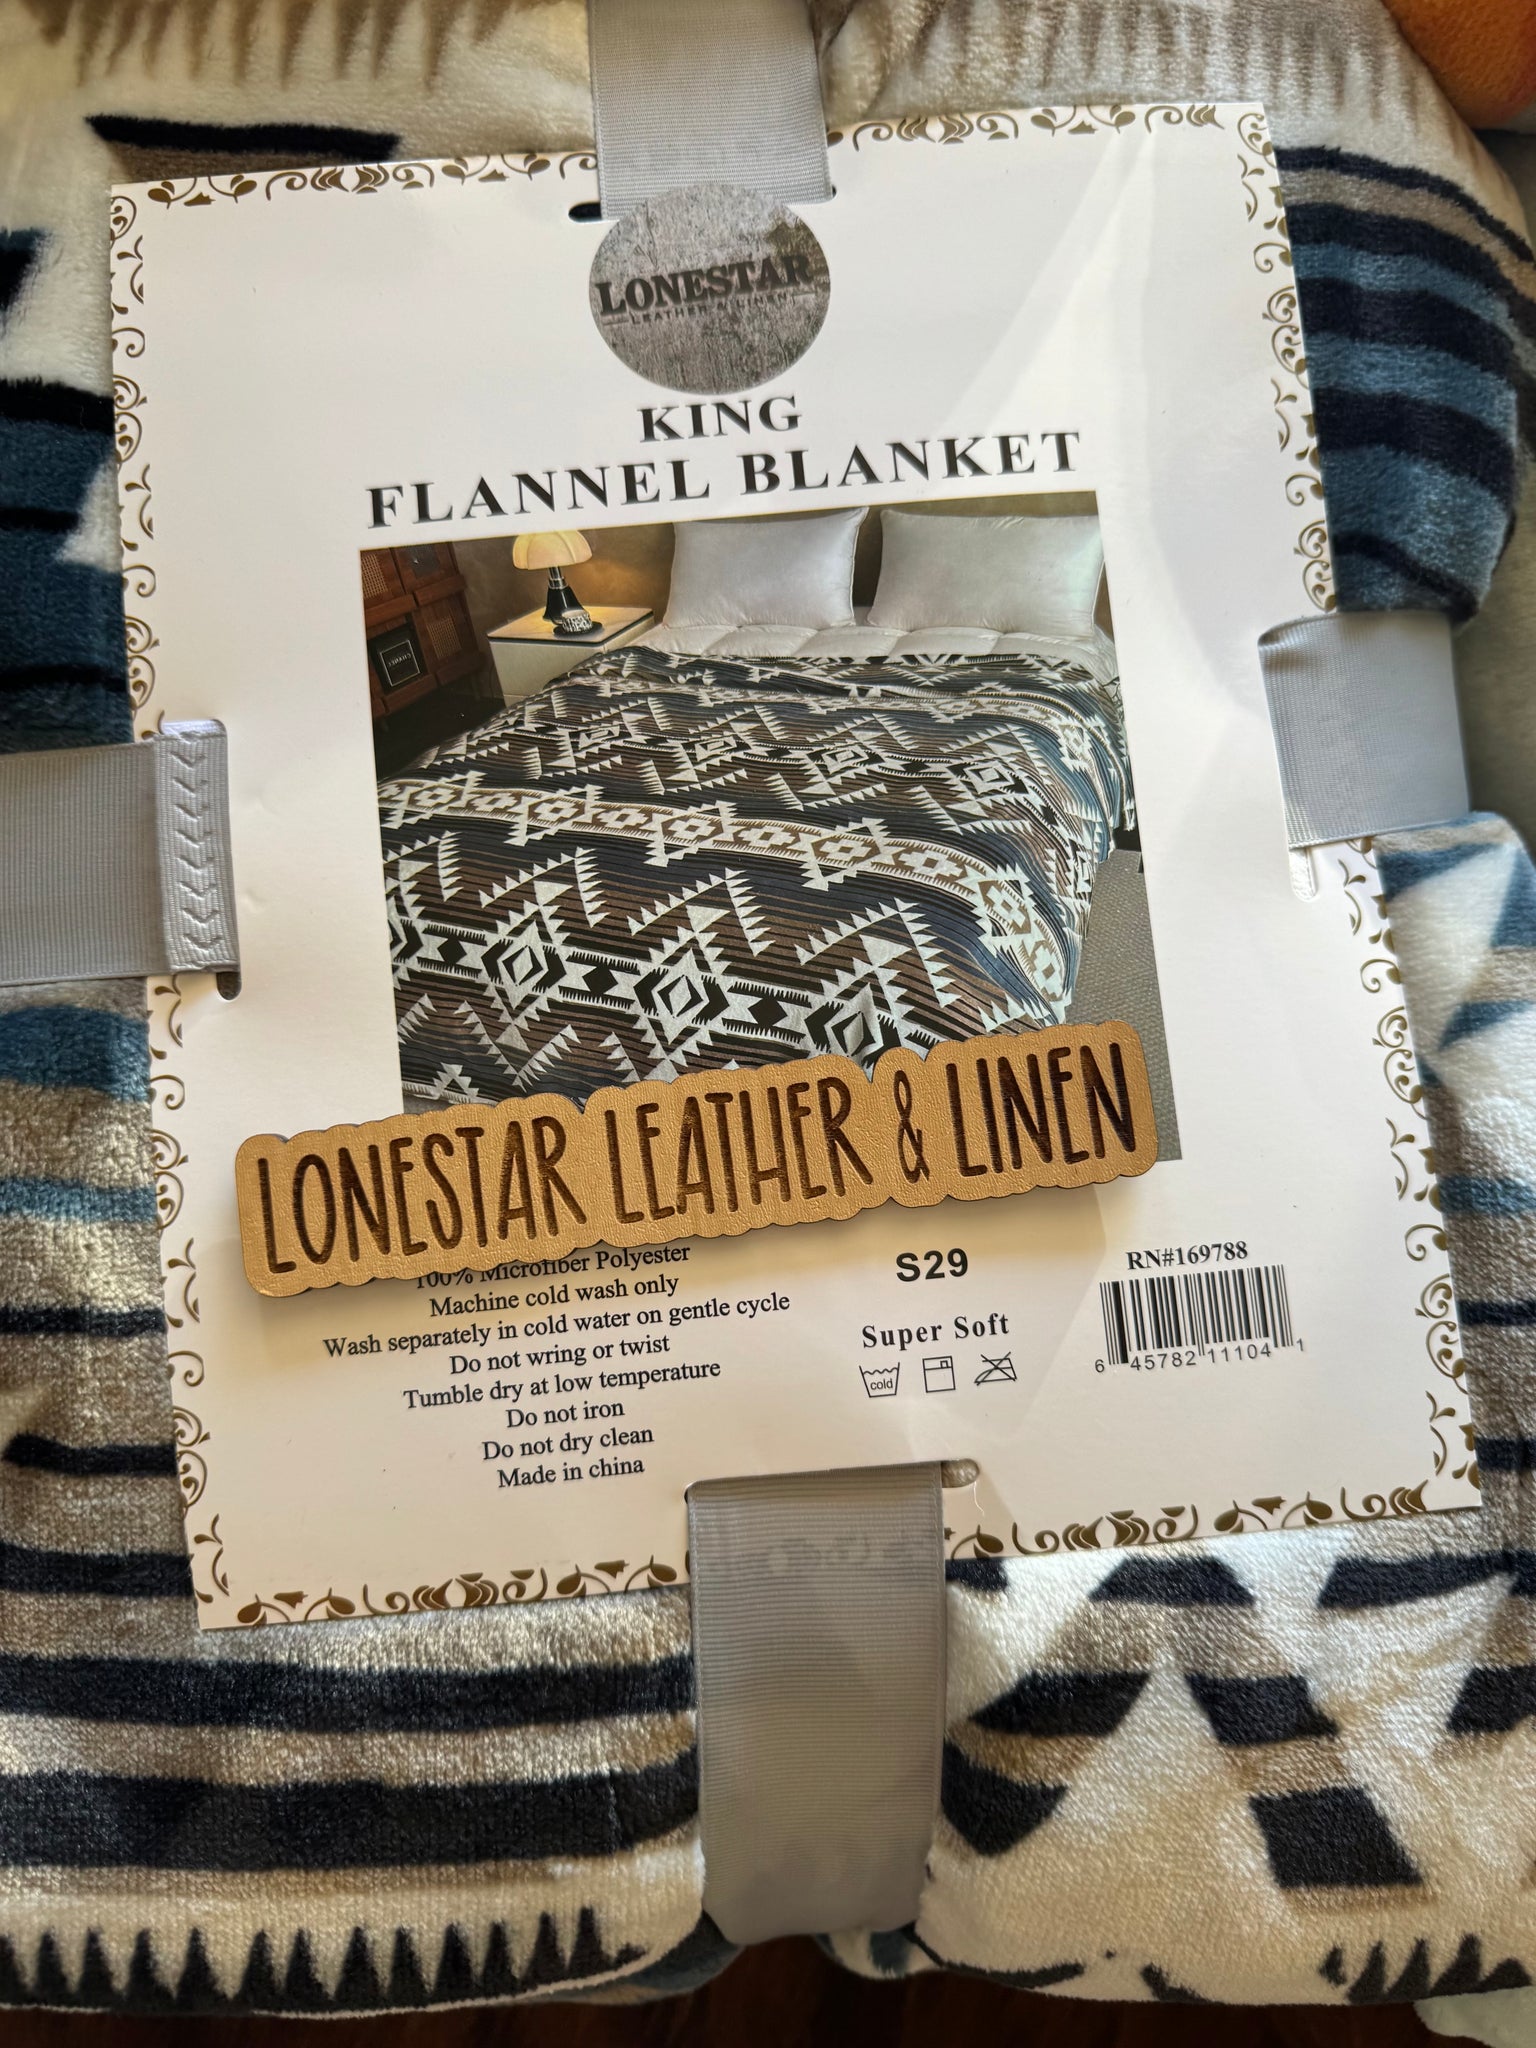 LONESTAR
LEATHER & LINEN
KING
FLANNEL BLANKET
LONESTAR LEATHER & LINEN
100% Microfiber Polyester
Machine cold wash only
Wash separately in cold water on gentle cycle
Do not wring or twist
Tumble dry at low temperature
Do not iron
Do not dry clean
Made in china
S29
Super Soft
cold
RN#169788
6 45782 11104 1